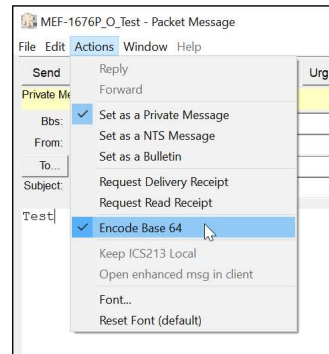 MEF-1676P_O_Test - Packet Message
File Edit Actions Window Help
Send
Urg
Private Me
Bbs:
From:
To...
Subject:
Test
Reply
Forward
Set as a Private Message
Set as a NTS Message
Set as a Bulletin
Request Delivery Receipt
Request Read Receipt
Encode Base 64
Keep ICS213 Local
Open enhanced msg in client
Font...
Reset Font (default)